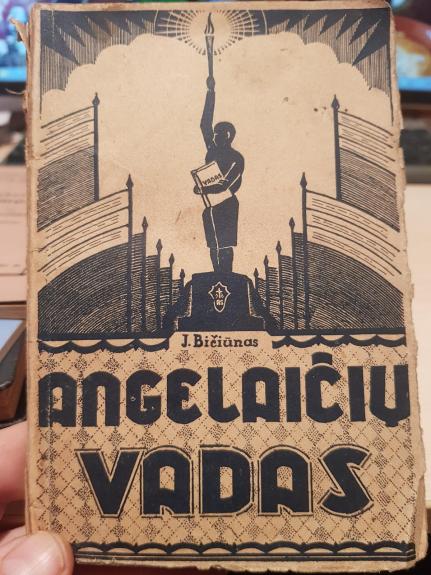 VADAS
J. Bičiūnas
ANGELAIČIŲ
VADAS